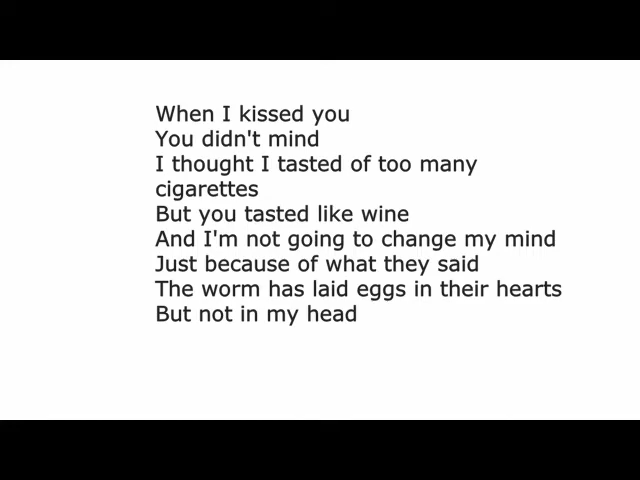 When I kissed you
You didn't mind
I thought I tasted of too many
cigarettes
But you tasted like wine
And I'm not going to change my mind
Just because of what they said
The worm has laid eggs in their hearts
But not in my head